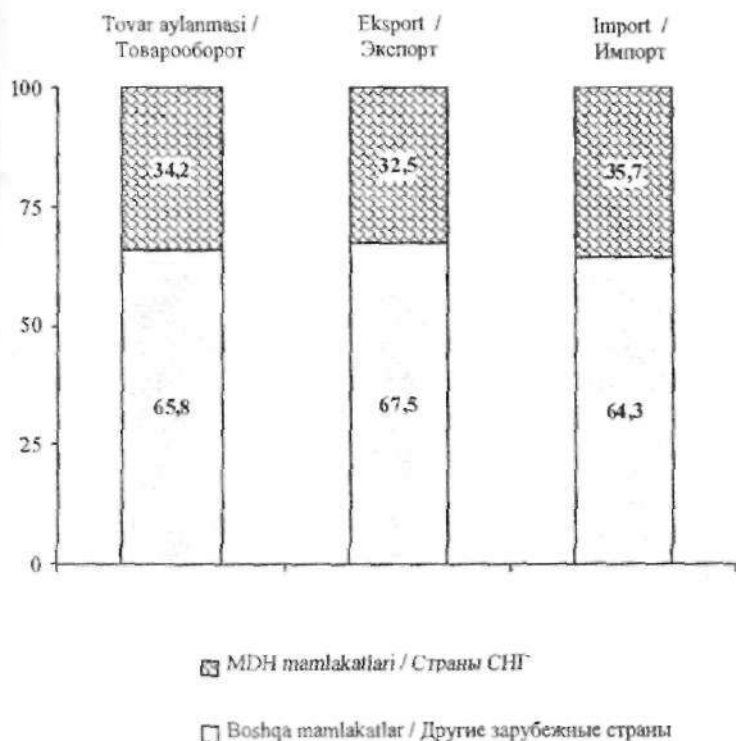 Tovar aylanmasi /
Товарооборот
Eksport /
Экспорт
Import /
Импорт
100
75
50
25
0
34,2
32,5
35,7
65,8
67,5
64,3
MDH mamlakatlari / Страны СНГ
Boshqa mamlakatlar / Другие зарубежные страны